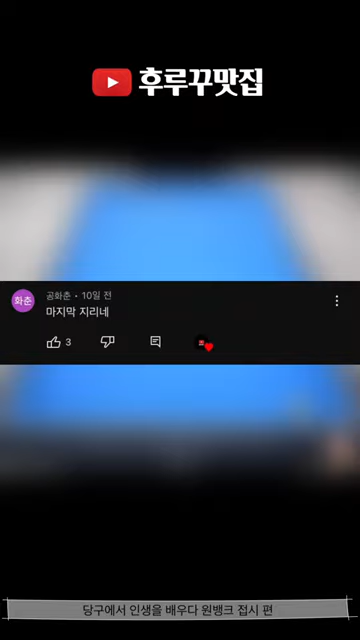 후루꾸맛집
화춘
공화춘 • 10일 전
마지막 지리네
3
당구에서 인생을 배우다 원뱅크 접시 편